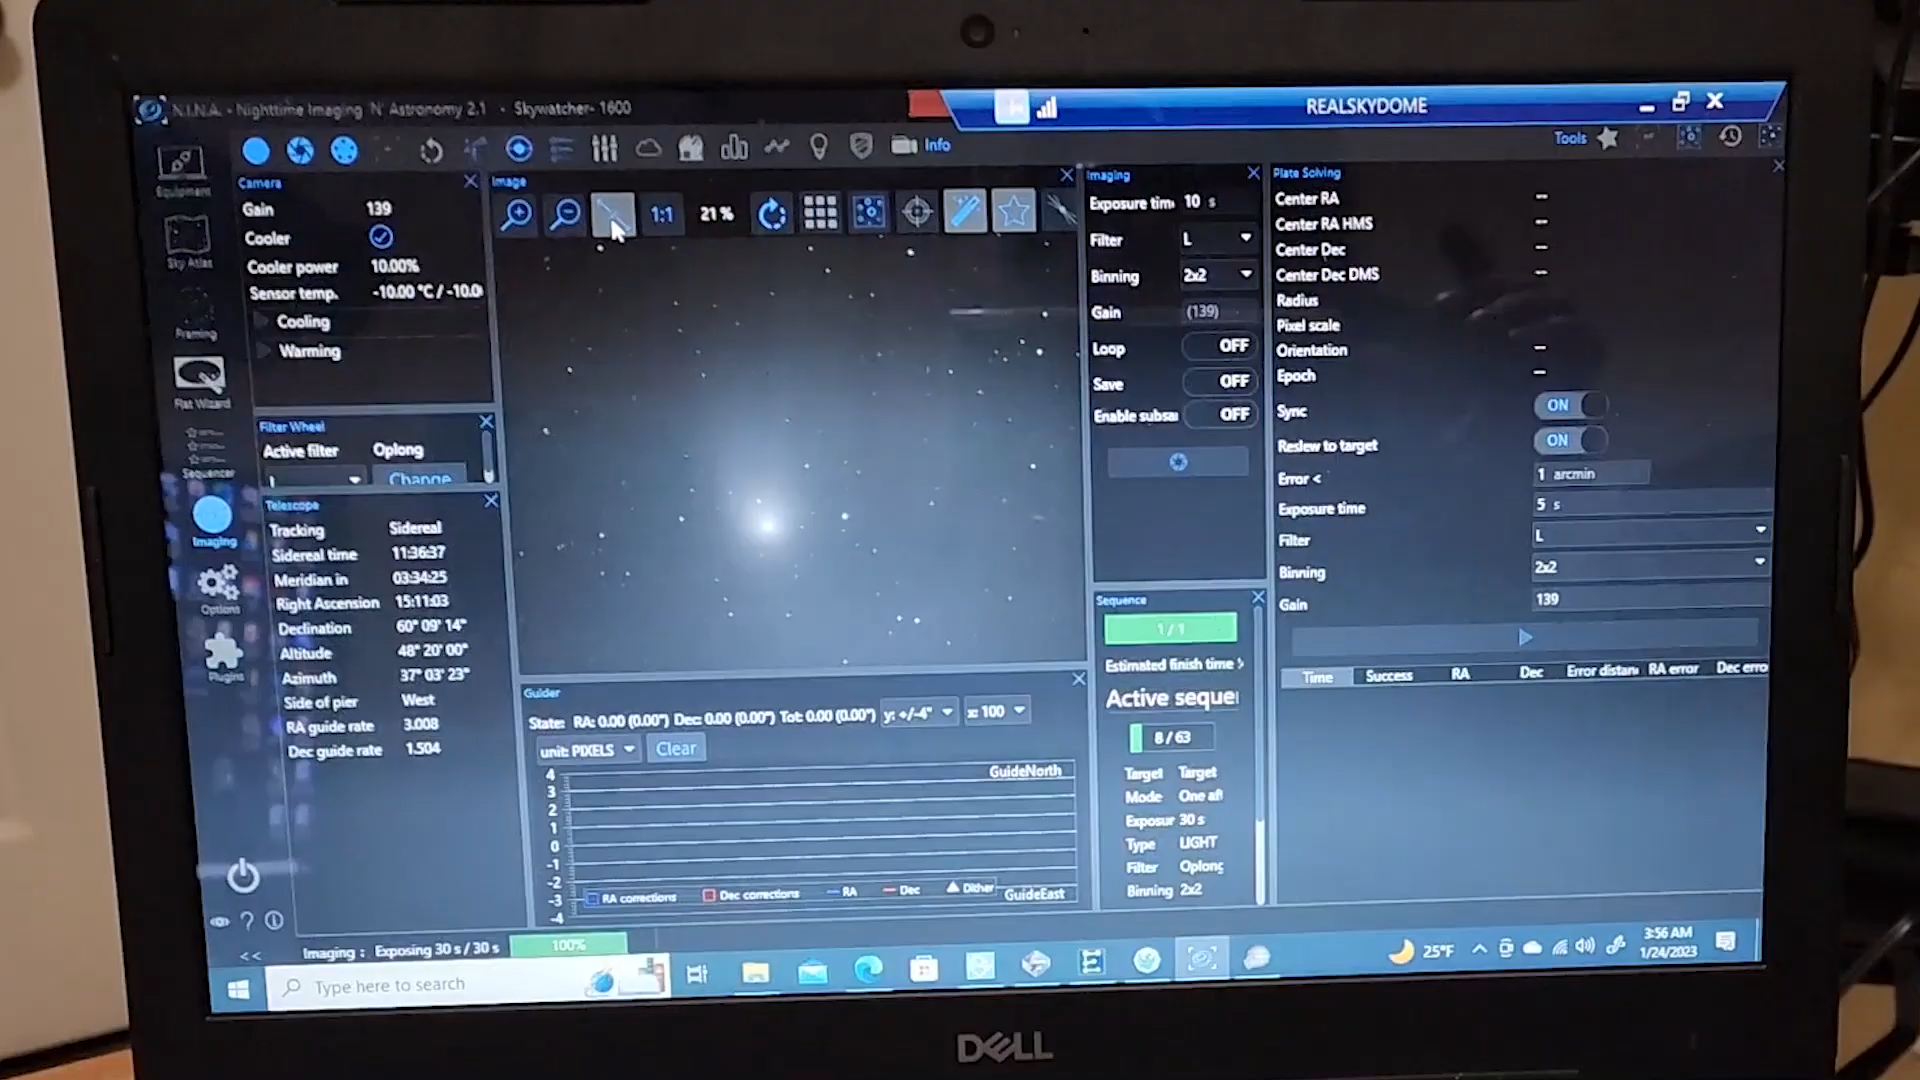 N.I.N.A. - Nighttime Imaging 'N' Astronomy 2.1 - Skywatcher- 1600
REALSKYDOME
Info
Tools
Equipment
Sky Atlas
Framing
Flat Wizard
Sequencer
Imaging
Options
Plugins
Camera
Gain 139
Cooler
Cooler power 10.00%
Sensor temp. -10.00 °C / -10.0
Cooling
Warming
Filter Wheel
Active filter Oplong
L Change
Telescope
Tracking Sidereal
Sidereal time 11:36:37
Meridian in 03:34:25
Right Ascension 15:11:03
Declination 60° 09' 14"
Altitude 48° 20' 00"
Azimuth 37° 03' 23"
Side of pier West
RA guide rate 3.008
Dec guide rate 1.504
Image
1:1 21 %
Guider
State: RA: 0.00 (0.00") Dec: 0.00 (0.00") Tot: 0.00 (0.00") y: +/-4" x: 100
unit: PIXELS Clear
GuideNorth
4
3
2
1
0
-1
-2
-3
-4
RA corrections Dec corrections RA Dec Dither GuideEast
Imaging
Exposure tim 10 s
Filter L
Binning 2x2
Gain (139)
Loop OFF
Save OFF
Enable subsa OFF
Sequence
1 / 1
Estimated finish time
Active seque
8 / 63
Target Target
Mode One aft
Exposur 30 s
Type LIGHT
Filter Oplong
Binning 2x2
Plate Solving
Center RA --
Center RA HMS --
Center Dec --
Center Dec DMS --
Radius
Pixel scale
Orientation --
Epoch --
Sync ON
Reslew to target ON
Error < 1 arcmin
Exposure time 5 s
Filter L
Binning 2x2
Gain 139
Time Success RA Dec Error distan RA error Dec erro
<< Imaging : Exposing 30 s / 30 s 100%
Type here to search
25°F
3:56 AM
1/24/2023
DELL